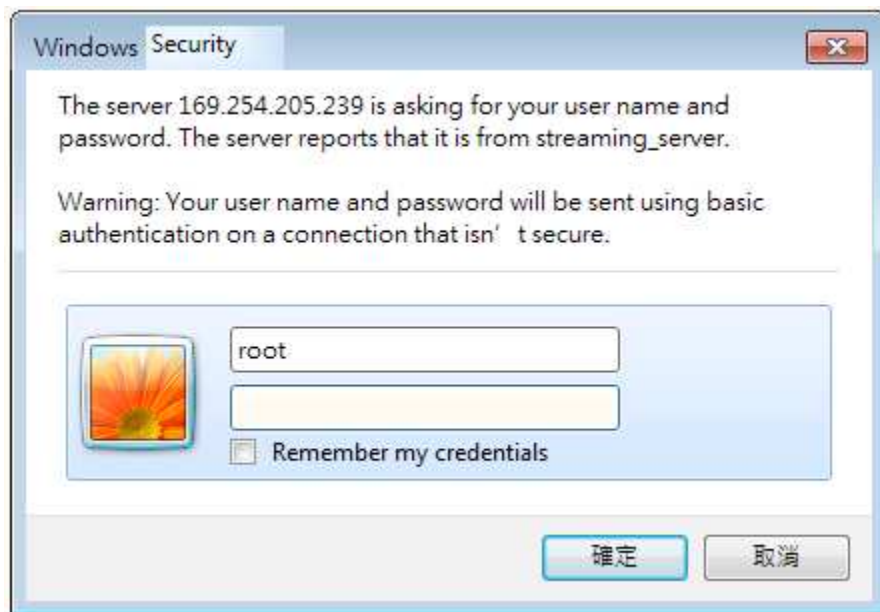 Windows Security
The server 169.254.205.239 is asking for your user name and
password. The server reports that it is from streaming_server.
Warning: Your user name and password will be sent using basic
authentication on a connection that isn’ t secure.
root
Remember my credentials
確定 取消